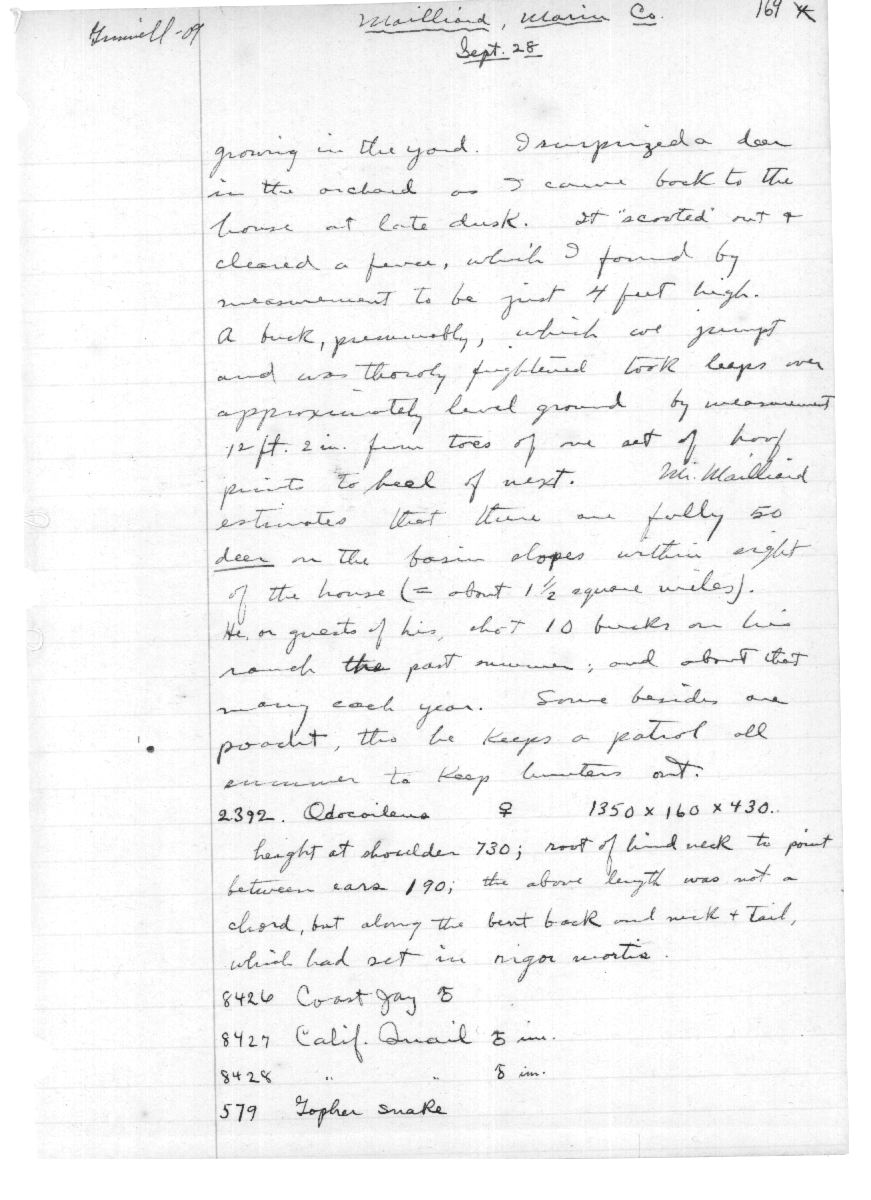 Grinnell-09
Mailliard, Marin Co.
169 *
Sept. 28
growing in the yard. I surprized a deer
in the orchard as I came back to the
house at late dusk. It "scooted" out &
cleared a fence, which I found by
measurement to be just 4 feet high.
A buck, presumably, which we jumpt
and was thoroly frightened took leaps over
approximately level ground by measurement
12 ft. 2 in. from toes of one set of hoof
prints to heel of next. Mr. Mailliard
estimates that there are fully 50
deer on the basin slopes within sight
of the house (= about 1 1/2 square miles).
He, or guests of his, shot 10 bucks on his
ranch the past summer; and about that
many each year. Some besides are
poacht, tho he keeps a patrol all
summer to keep hunters out.
2392. Odocoileus ♀ 1350 x 160 x 430.
height at shoulder 730; root of hind neck to point
between ears 190; the above length was not a
chord, but along the bent back and neck & tail,
which had set in rigor mortis.
8426 Coast Jay ♂
8427 Calif. Quail ♂ im.
8428 " " ♂ im.
579 Gopher snake